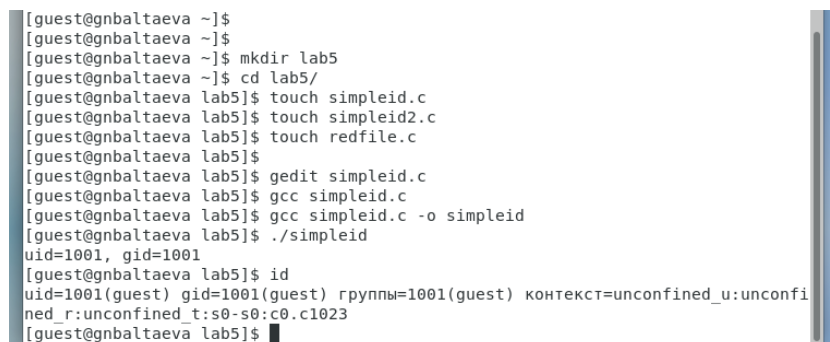 [guest@gnbaltaeva ~]$
[guest@gnbaltaeva ~]$
[guest@gnbaltaeva ~]$ mkdir lab5
[guest@gnbaltaeva ~]$ cd lab5/
[guest@gnbaltaeva lab5]$ touch simpleid.c
[guest@gnbaltaeva lab5]$ touch simpleid2.c
[guest@gnbaltaeva lab5]$ touch redfile.c
[guest@gnbaltaeva lab5]$
[guest@gnbaltaeva lab5]$ gedit simpleid.c
[guest@gnbaltaeva lab5]$ gcc simpleid.c
[guest@gnbaltaeva lab5]$ gcc simpleid.c -o simpleid
[guest@gnbaltaeva lab5]$ ./simpleid
uid=1001, gid=1001
[guest@gnbaltaeva lab5]$ id
uid=1001(guest) gid=1001(guest) группы=1001(guest) контекст=unconfined_u:unconfi
ned_r:unconfined_t:s0-s0:c0.c1023
[guest@gnbaltaeva lab5]$